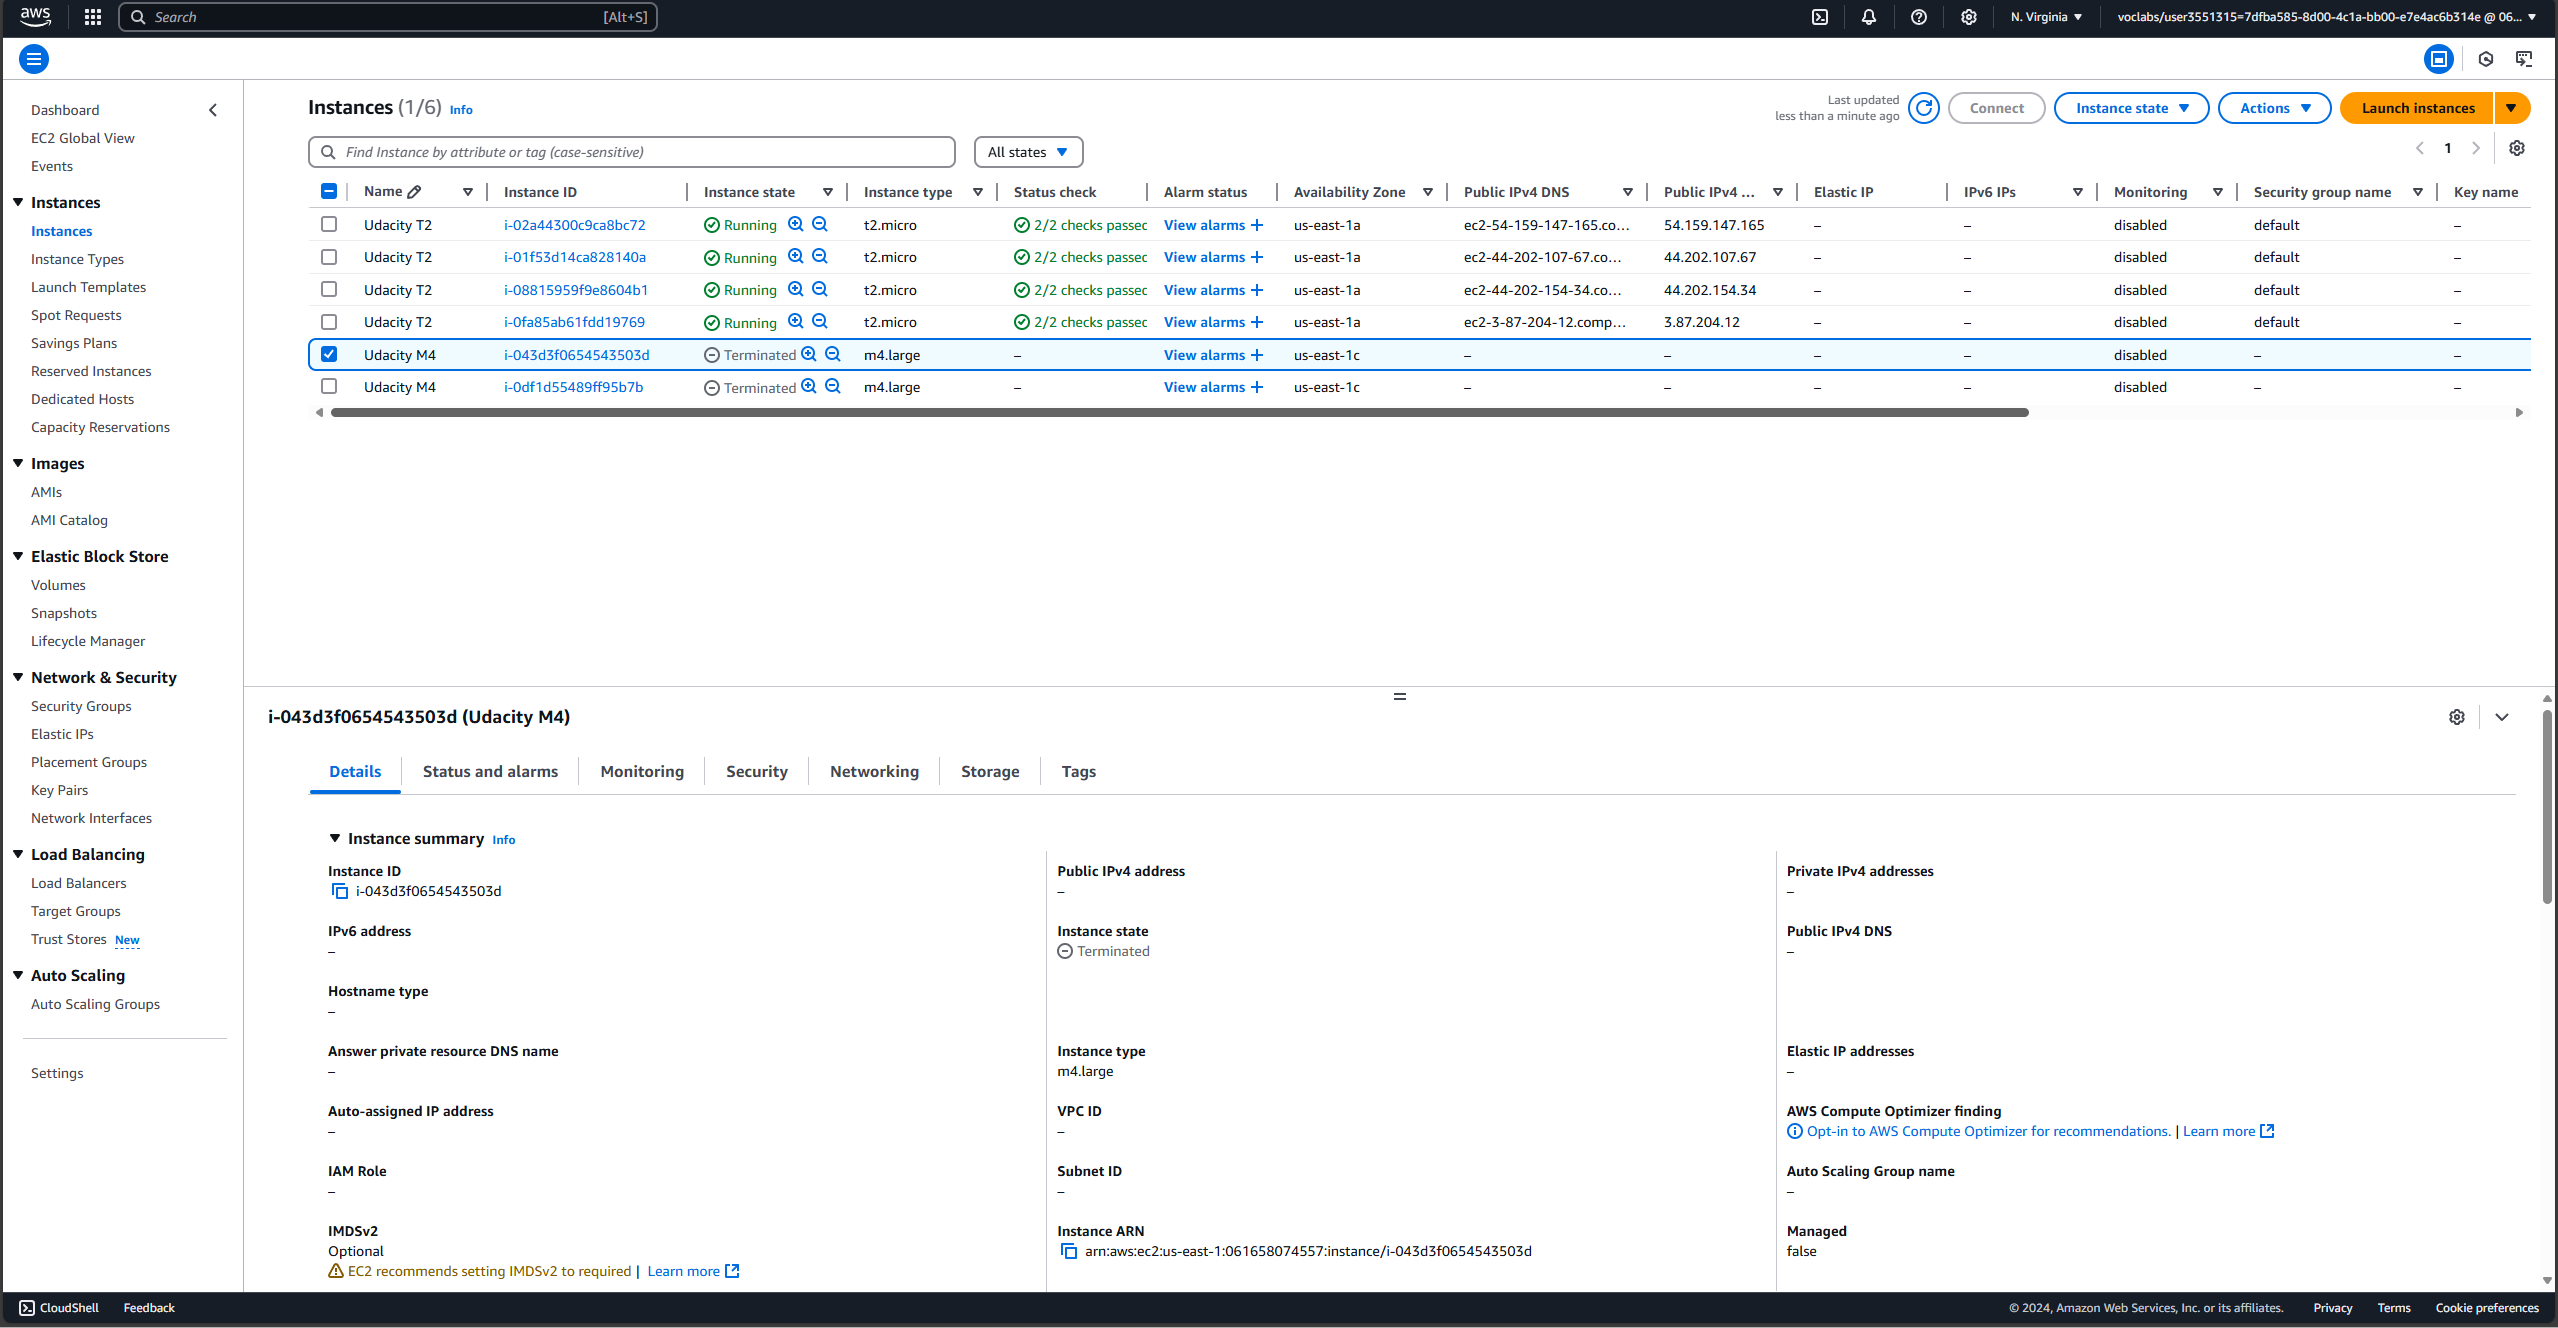 aws
Search [Alt+S]
N. Virginia
voclabs/user3551315=7dfba585-8d00-4c1a-bb00-e7e4ac6b314e @ 06...
Dashboard
EC2 Global View
Events
Instances
Instances
Instance Types
Launch Templates
Spot Requests
Savings Plans
Reserved Instances
Dedicated Hosts
Capacity Reservations
Images
AMIs
AMI Catalog
Elastic Block Store
Volumes
Snapshots
Lifecycle Manager
Network & Security
Security Groups
Elastic IPs
Placement Groups
Key Pairs
Network Interfaces
Load Balancing
Load Balancers
Target Groups
Trust Stores New
Auto Scaling
Auto Scaling Groups
Settings
Instances (1/6) Info
Last updated
less than a minute ago
Connect Instance state Actions Launch instances
Find Instance by attribute or tag (case-sensitive) All states 1
Name Instance ID Instance state Instance type Status check Alarm status Availability Zone Public IPv4 DNS Public IPv4 ... Elastic IP IPv6 IPs Monitoring Security group name Key name
Udacity T2 i-02a44300c9ca8bc72 Running t2.micro 2/2 checks passec View alarms + us-east-1a ec2-54-159-147-165.co... 54.159.147.165 – – disabled default –
Udacity T2 i-01f53d14ca828140a Running t2.micro 2/2 checks passec View alarms + us-east-1a ec2-44-202-107-67.co... 44.202.107.67 – – disabled default –
Udacity T2 i-08815959f9e8604b1 Running t2.micro 2/2 checks passec View alarms + us-east-1a ec2-44-202-154-34.co... 44.202.154.34 – – disabled default –
Udacity T2 i-0fa85ab61fdd19769 Running t2.micro 2/2 checks passec View alarms + us-east-1a ec2-3-87-204-12.comp... 3.87.204.12 – – disabled default –
Udacity M4 i-043d3f0654543503d Terminated m4.large – View alarms + us-east-1c – – – – disabled – –
Udacity M4 i-0df1d55489ff95b7b Terminated m4.large – View alarms + us-east-1c – – – – disabled – –
i-043d3f0654543503d (Udacity M4)
Details Status and alarms Monitoring Security Networking Storage Tags
Instance summary Info
Instance ID
i-043d3f0654543503d
IPv6 address
–
Hostname type
–
Answer private resource DNS name
–
Auto-assigned IP address
–
IAM Role
–
IMDSv2
Optional
EC2 recommends setting IMDSv2 to required | Learn more
Public IPv4 address
–
Instance state
Terminated
Instance type
m4.large
VPC ID
–
Subnet ID
–
Instance ARN
arn:aws:ec2:us-east-1:061658074557:instance/i-043d3f0654543503d
Private IPv4 addresses
–
Public IPv4 DNS
–
Elastic IP addresses
–
AWS Compute Optimizer finding
Opt-in to AWS Compute Optimizer for recommendations. | Learn more
Auto Scaling Group name
–
Managed
false
CloudShell Feedback
© 2024, Amazon Web Services, Inc. or its affiliates. Privacy Terms Cookie preferences